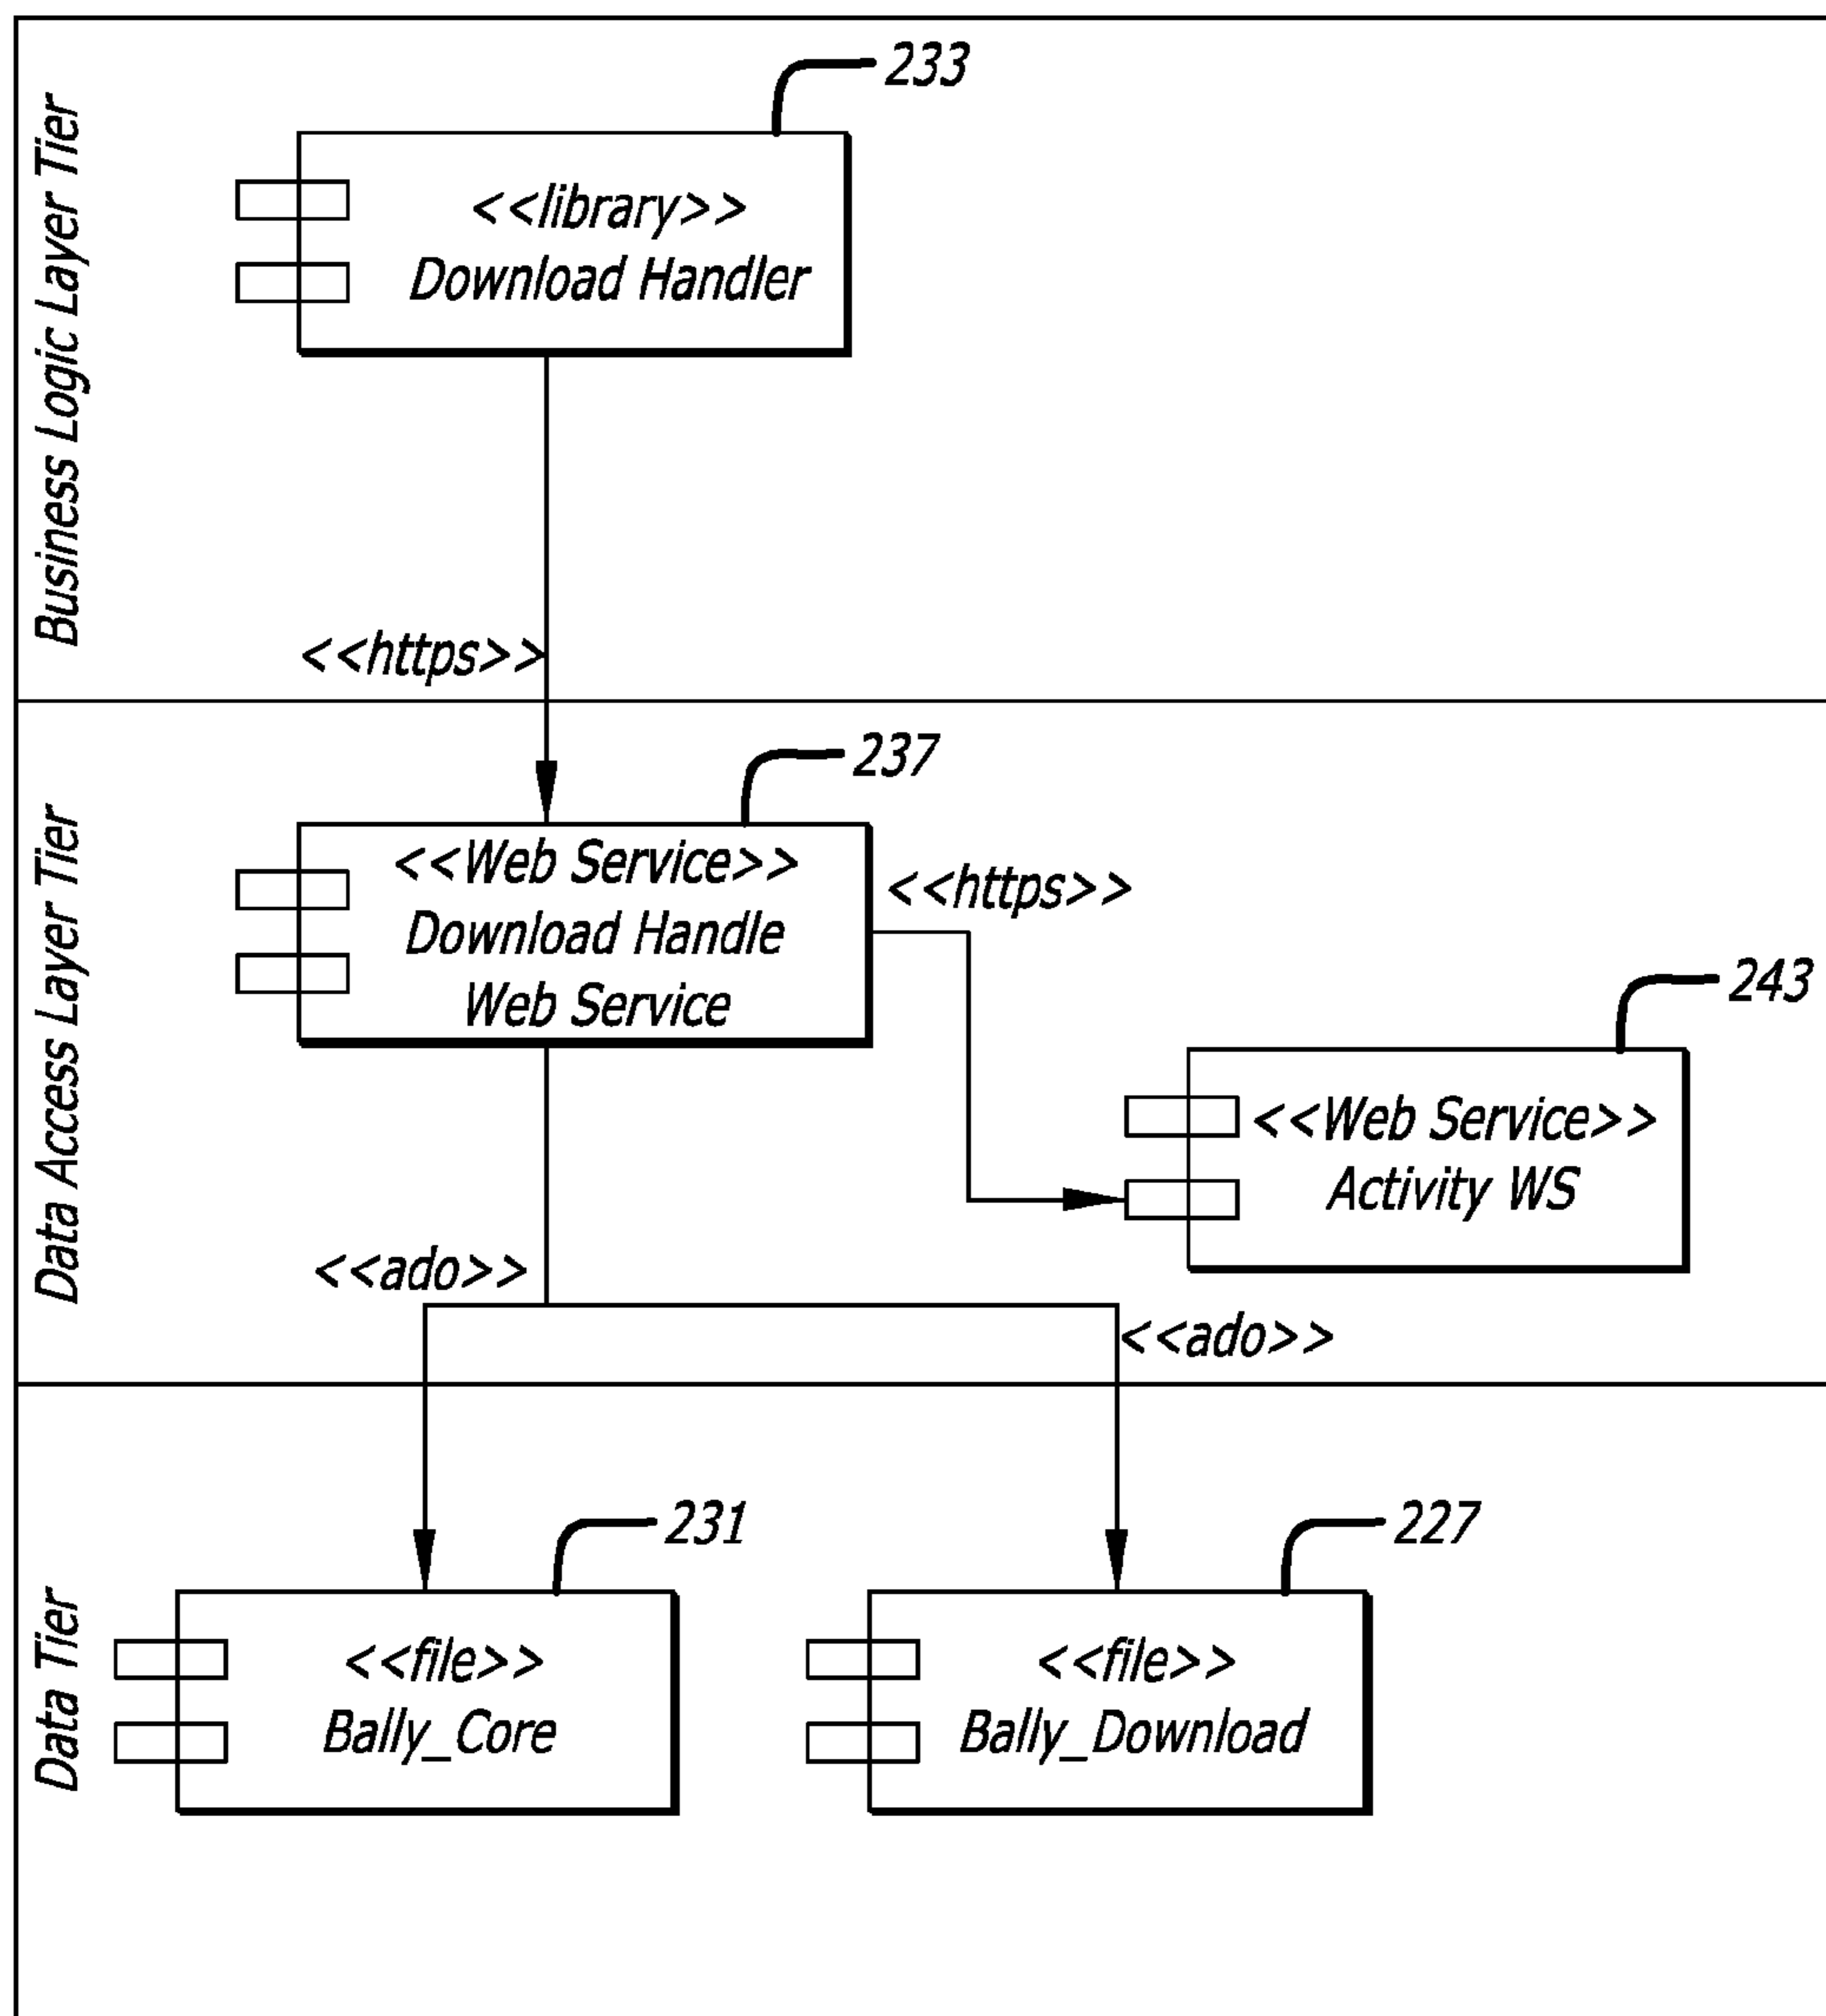 Business Logic Layer Tier
233
<<library>>
Download Handler
<<https>>
Data Access Layer Tier
237
<<Web Service>>
Download Handle
Web Service
<<https>>
243
<<Web Service>>
Activity WS
<<ado>>
<<ado>>
Data Tier
231
<<file>>
Bally_Core
227
<<file>>
Bally_Download